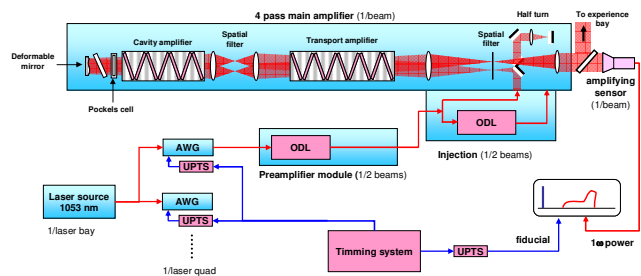 4 pass main amplifier (1/beam)
Half turn
To experience
bay
Cavity amplifier
Spatial
filter
Transport amplifier
Spatial
filter
Deformable
mirror
Pockels cell
amplifying
sensor
(1/beam)
ODL
Injection (1/2 beams)
ODL
Preamplifier module (1/2 beams)
AWG
UPTS
Laser source
1053 nm
AWG
UPTS
1/laser bay
1/laser quad
Timming system
UPTS
fiducial
1ω power